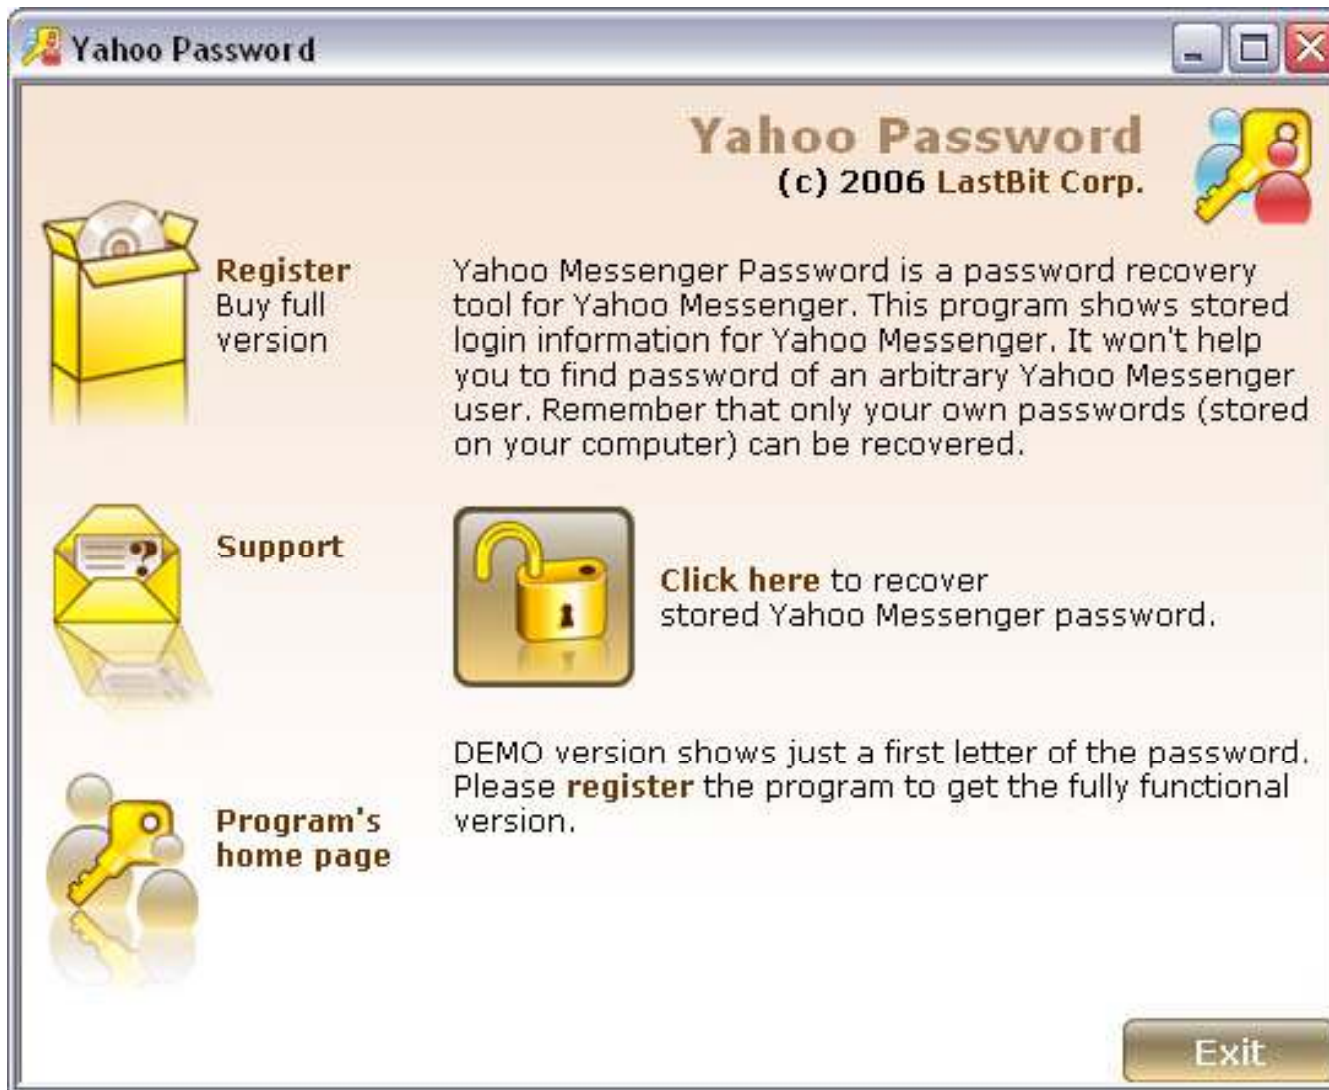 Yahoo Password
Yahoo Password
(c) 2006 LastBit Corp.
Register
Buy full
version
Yahoo Messenger Password is a password recovery
tool for Yahoo Messenger. This program shows stored
login information for Yahoo Messenger. It won't help
you to find password of an arbitrary Yahoo Messenger
user. Remember that only your own passwords (stored
on your computer) can be recovered.
Support
?
Click here to recover
stored Yahoo Messenger password.
DEMO version shows just a first letter of the password.
Please register the program to get the fully functional
version.
Program's
home page
Exit